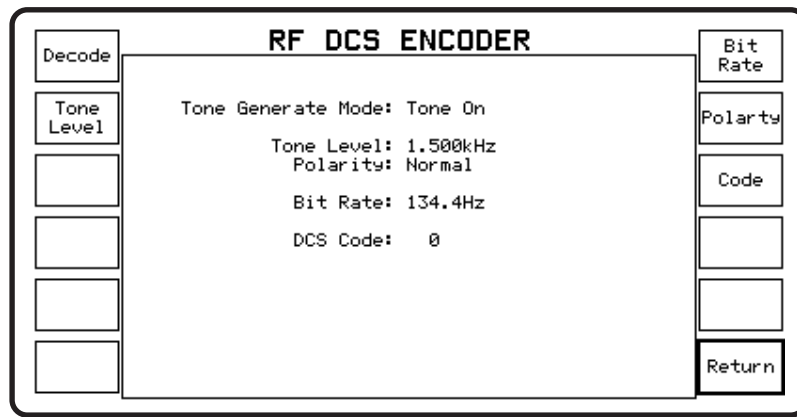 RF DCS ENCODER
Decode
Tone
Level
Tone Generate Mode: Tone On
Tone Level: 1.500kHz
Polarity: Normal
Bit Rate: 134.4Hz
DCS Code: 0
Bit
Rate
Polarty
Code
Return